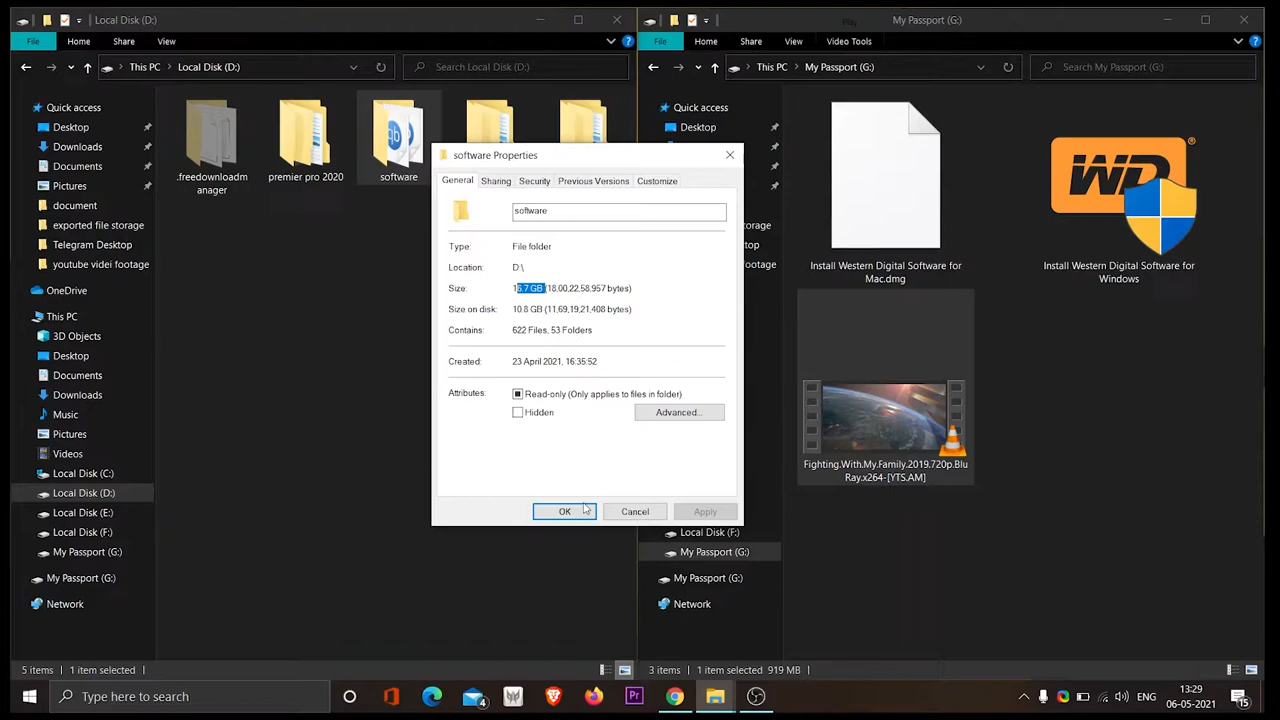 Local Disk (D:)
File
Home
Share
View
This PC
Local Disk (D:)
Search Local Disk (D:)
Quick access
Desktop
Downloads
Documents
Pictures
document
exported file storage
Telegram Desktop
youtube videi footage
OneDrive
This PC
3D Objects
Desktop
Documents
Downloads
Music
Pictures
Videos
Local Disk (C:)
Local Disk (D:)
Local Disk (E:)
Local Disk (F:)
My Passport (G:)
My Passport (G:)
Network
.freedownloadm
anager
premier pro 2020
software
5 items
1 item selected
software Properties
General
Sharing
Security
Previous Versions
Customize
software
Type: File folder
Location: D:\
Size: 16.7 GB (18,00,22,58,957 bytes)
Size on disk: 10.8 GB (11,69,19,21,408 bytes)
Contains: 622 Files, 53 Folders
Created: 23 April 2021, 16:35:52
Attributes: Read-only (Only applies to files in folder)
Hidden
Advanced...
OK
Cancel
Apply
Play
My Passport (G:)
File
Home
Share
View
Video Tools
This PC
My Passport (G:)
Search My Passport (G:)
Quick access
Desktop
Local Disk (F:)
My Passport (G:)
My Passport (G:)
Network
Install Western Digital Software for
Mac.dmg
WD
Install Western Digital Software for
Windows
Fighting.With.My.Family.2019.720p.Blu
Ray.x264-[YTS.AM]
3 items
1 item selected 919 MB
Type here to search
4
Pr
ENG
13:29
06-05-2021
15